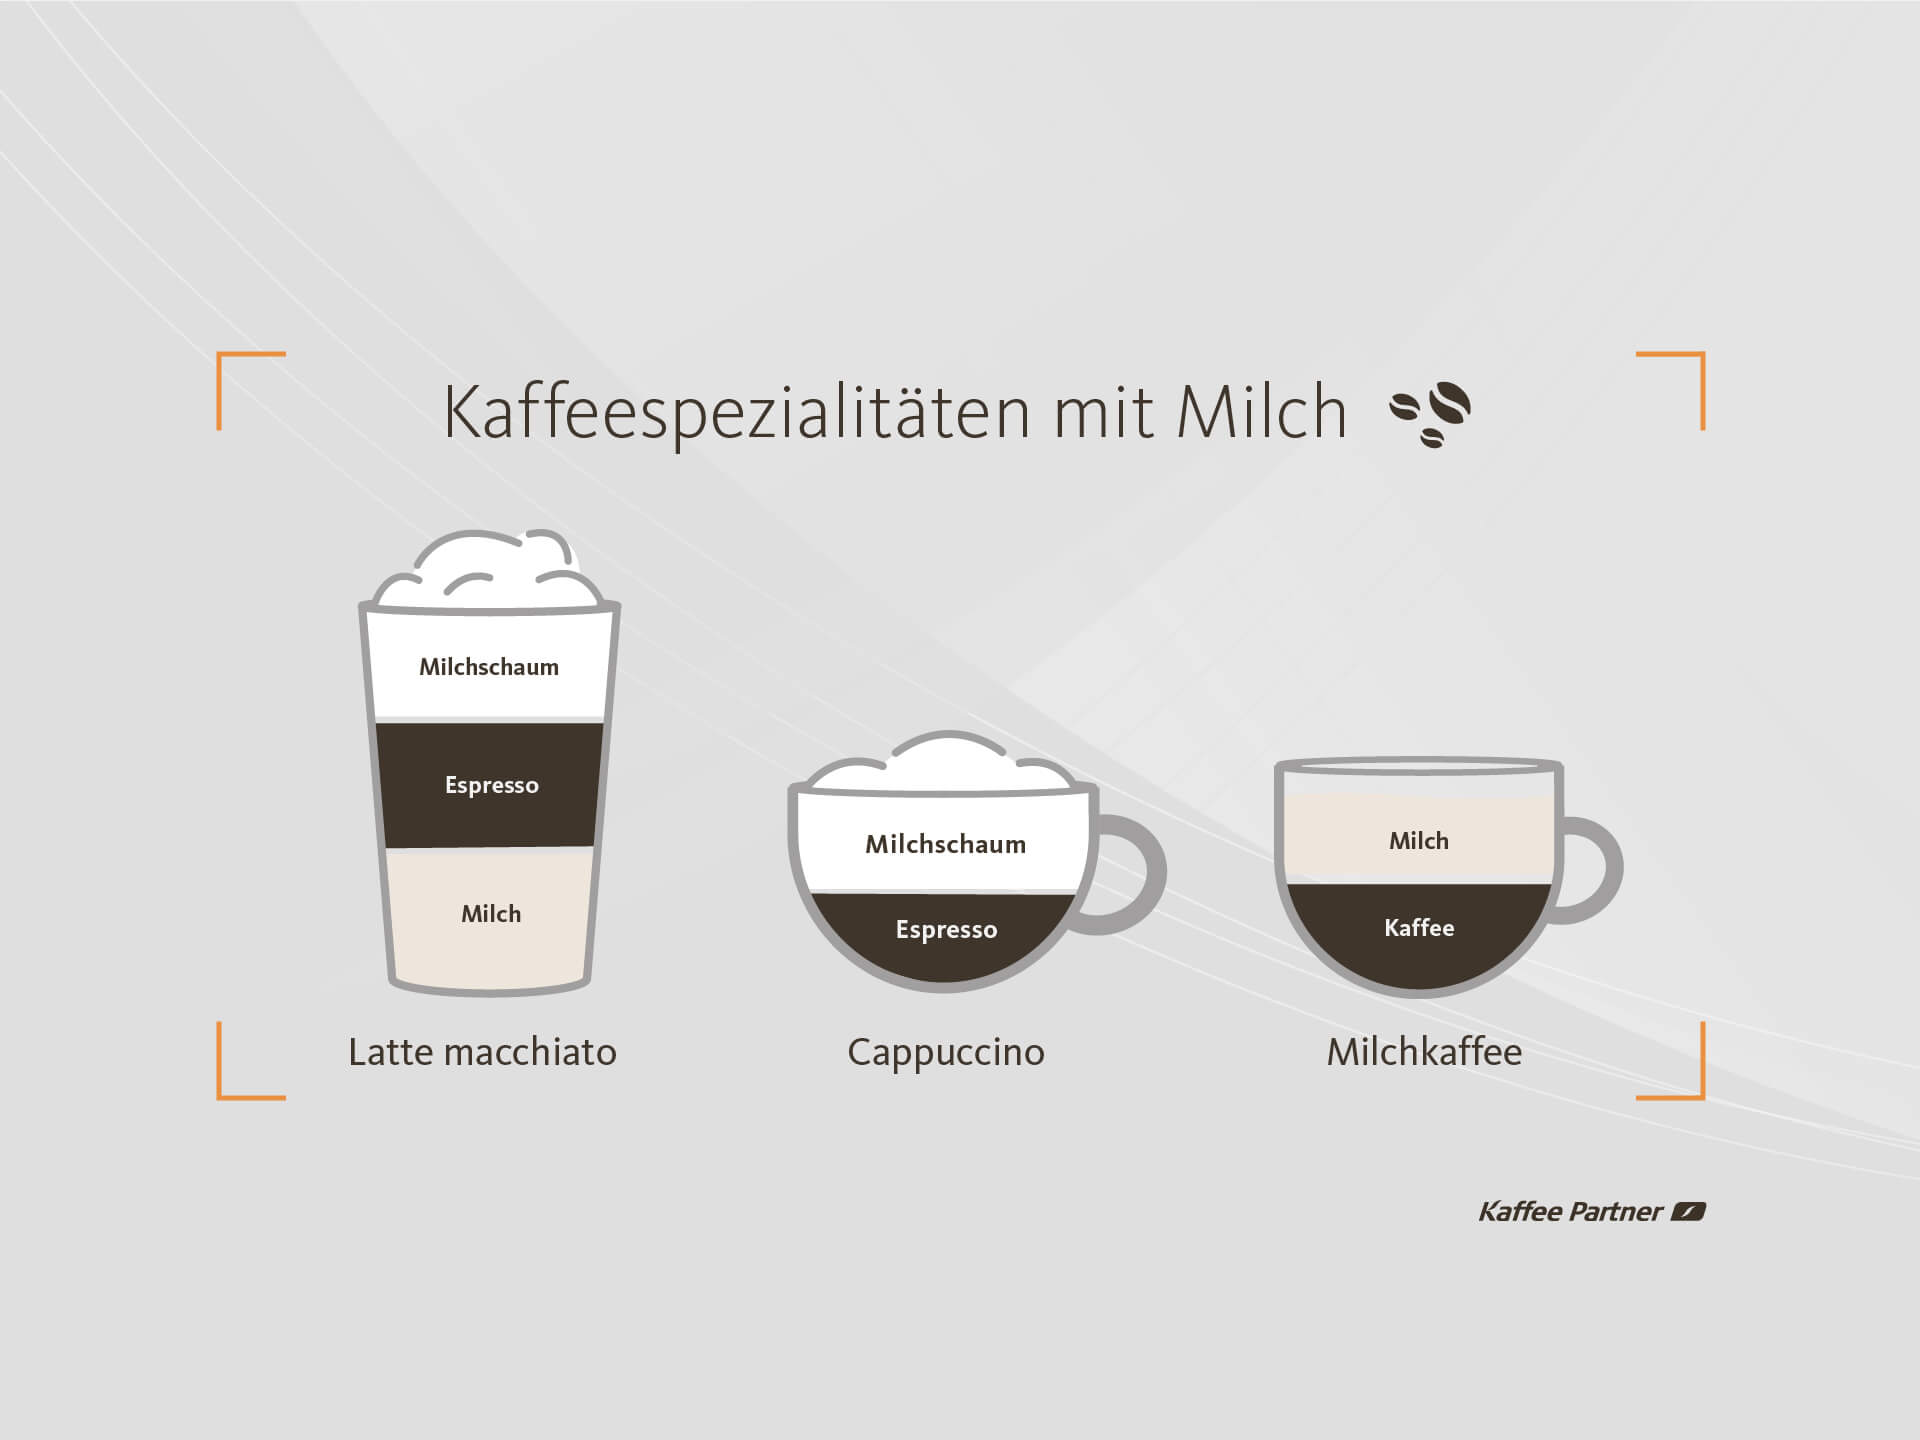 Kaffeespezialitäten mit Milch
Milchschaum
Espresso
Milch
Latte macchiato
Milchschaum
Espresso
Cappuccino
Milch
Kaffee
Milchkaffee
Kaffee Partner